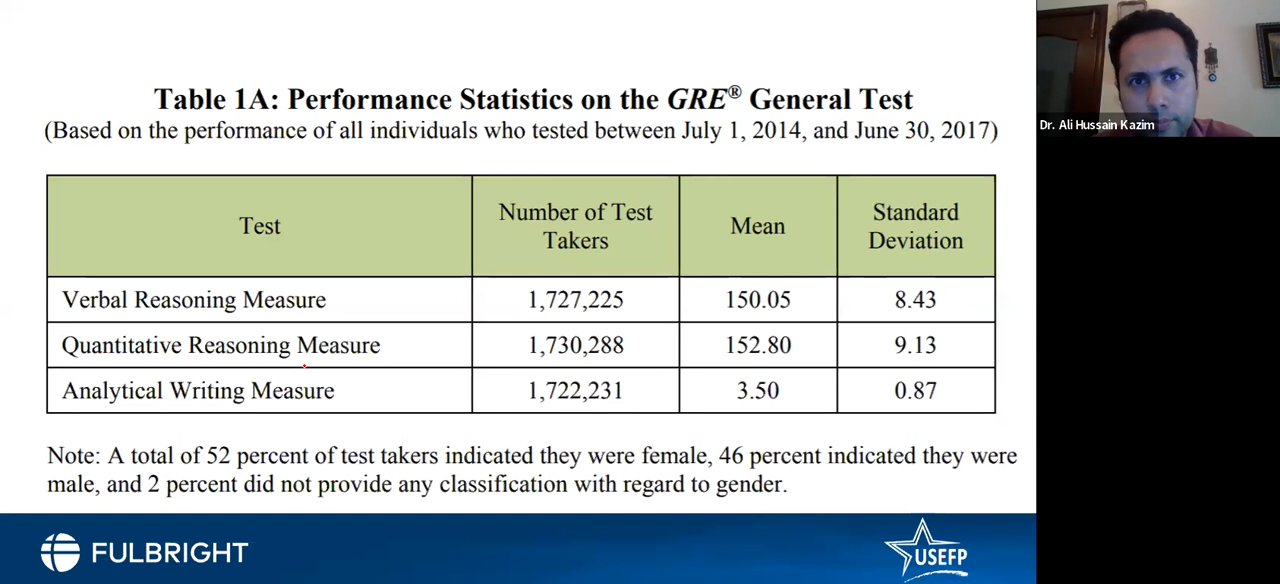 Table 1A: Performance Statistics on the GRE® General Test
(Based on the performance of all individuals who tested between July 1, 2014, and June 30, 2017)
Test
Number of Test
Takers
Mean
Standard
Deviation
Verbal Reasoning Measure 1,727,225 150.05 8.43
Quantitative Reasoning Measure 1,730,288 152.80 9.13
Analytical Writing Measure 1,722,231 3.50 0.87
Note: A total of 52 percent of test takers indicated they were female, 46 percent indicated they were
male, and 2 percent did not provide any classification with regard to gender.
FULBRIGHT
USEFP
Dr. Ali Hussain Kazim